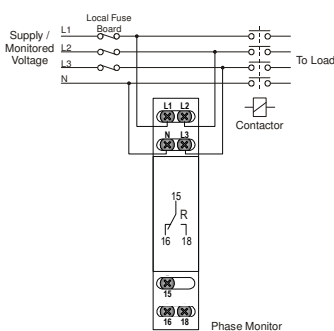 Local Fuse
Board
Supply /
Monitored
Voltage
L1
L2
L3
N
To Load
Contactor
L1 L2
N L3
15
R
16 18
15
16 18
Phase Monitor